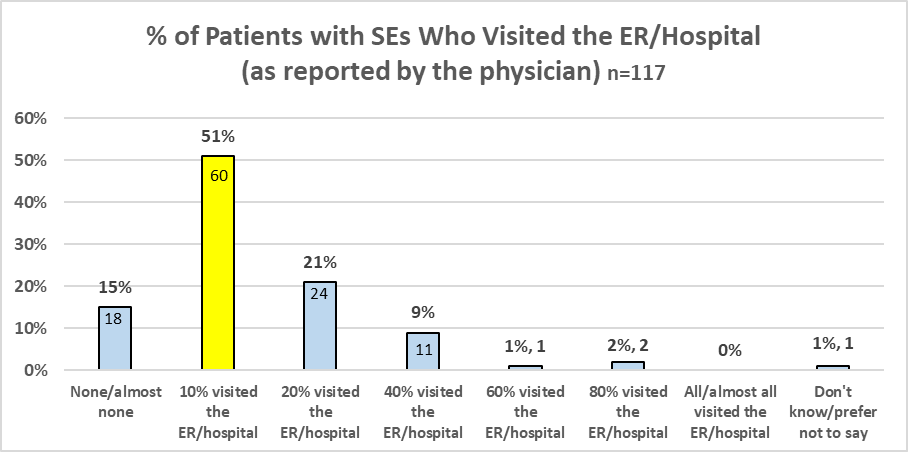 % of Patients with SEs Who Visited the ER/Hospital
(as reported by the physician) n=117
60%
50%
40%
30%
20%
10%
0%
15%
18
51%
60
21%
24
9%
11
1%, 1
2%, 2
0%
1%, 1
None/almost
none
10% visited
the
ER/hospital
20% visited
the
ER/hospital
40% visited
the
ER/hospital
60% visited
the
ER/hospital
80% visited
the
ER/hospital
All/almost all
visited the
ER/hospital
Don't
know/prefer
not to say